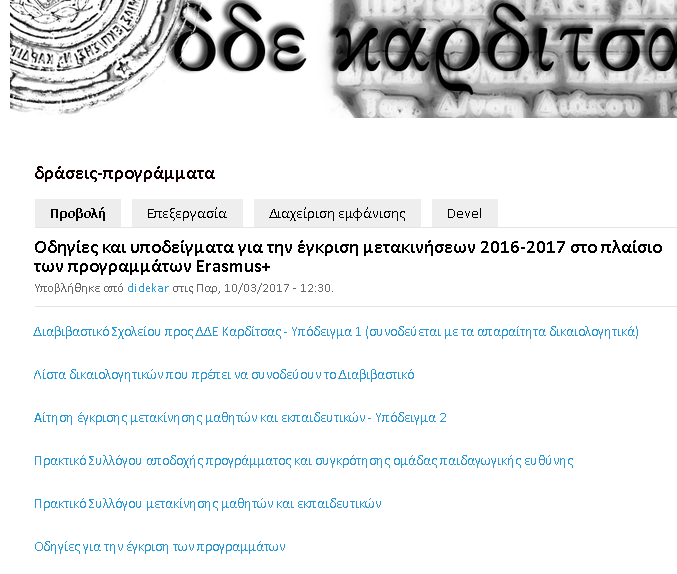 δδε καρδιτσα
δράσεις-προγράμματα
Προβολή Επεξεργασία Διαχείριση εμφάνισης Devel
Οδηγίες και υποδείγματα για την έγκριση μετακινήσεων 2016-2017 στο πλαίσιο
των προγραμμάτων Erasmus+
Υποβλήθηκε από didekar στις Παρ, 10/03/2017 - 12:30.
Διαβιβαστικό Σχολείου προς ΔΔΕ Καρδίτσας - Υπόδειγμα 1 (συνοδεύεται με τα απαραίτητα δικαιολογητικά)
Λίστα δικαιολογητικών που πρέπει να συνοδεύουν το Διαβιβαστικό
Αίτηση έγκρισης μετακίνησης μαθητών και εκπαιδευτικών - Υπόδειγμα 2
Πρακτικό Συλλόγου αποδοχής προγράμματος και συγκρότησης ομάδας παιδαγωγικής ευθύνης
Πρακτικό Συλλόγου μετακίνησης μαθητών και εκπαιδευτικών
Οδηγίες για την έγκριση των προγραμμάτων